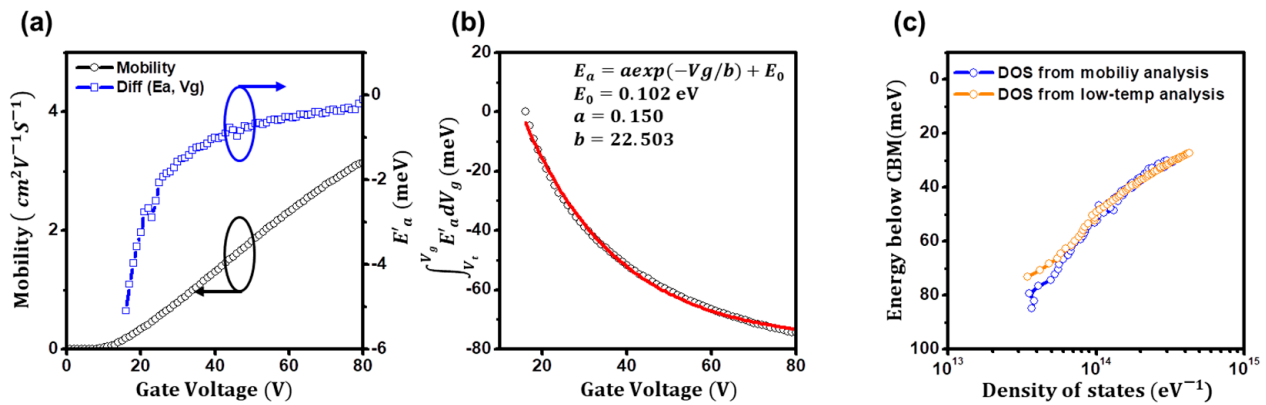 (a)
Mobility
Diff (Ea, Vg)
Mobility ( cm²V⁻¹S⁻¹)
4
2
0
0
-2
-4
-6
E′ₐ (meV)
0 20 40 60 80
Gate Voltage (V)
(b)
Eₐ = aexp(−Vg/b) + E₀
E₀ = 0.102 eV
a = 0.150
b = 22.503
∫ᵥₜⱽᵍ E′ₐdVg (meV)
20
0
-20
-40
-60
-80
20 40 60 80
Gate Voltage (V)
(c)
DOS from mobiliy analysis
DOS from low-temp analysis
Energy below CBM(meV)
0
20
40
60
80
100
10¹³ 10¹⁴ 10¹⁵
Density of states (eV⁻¹)